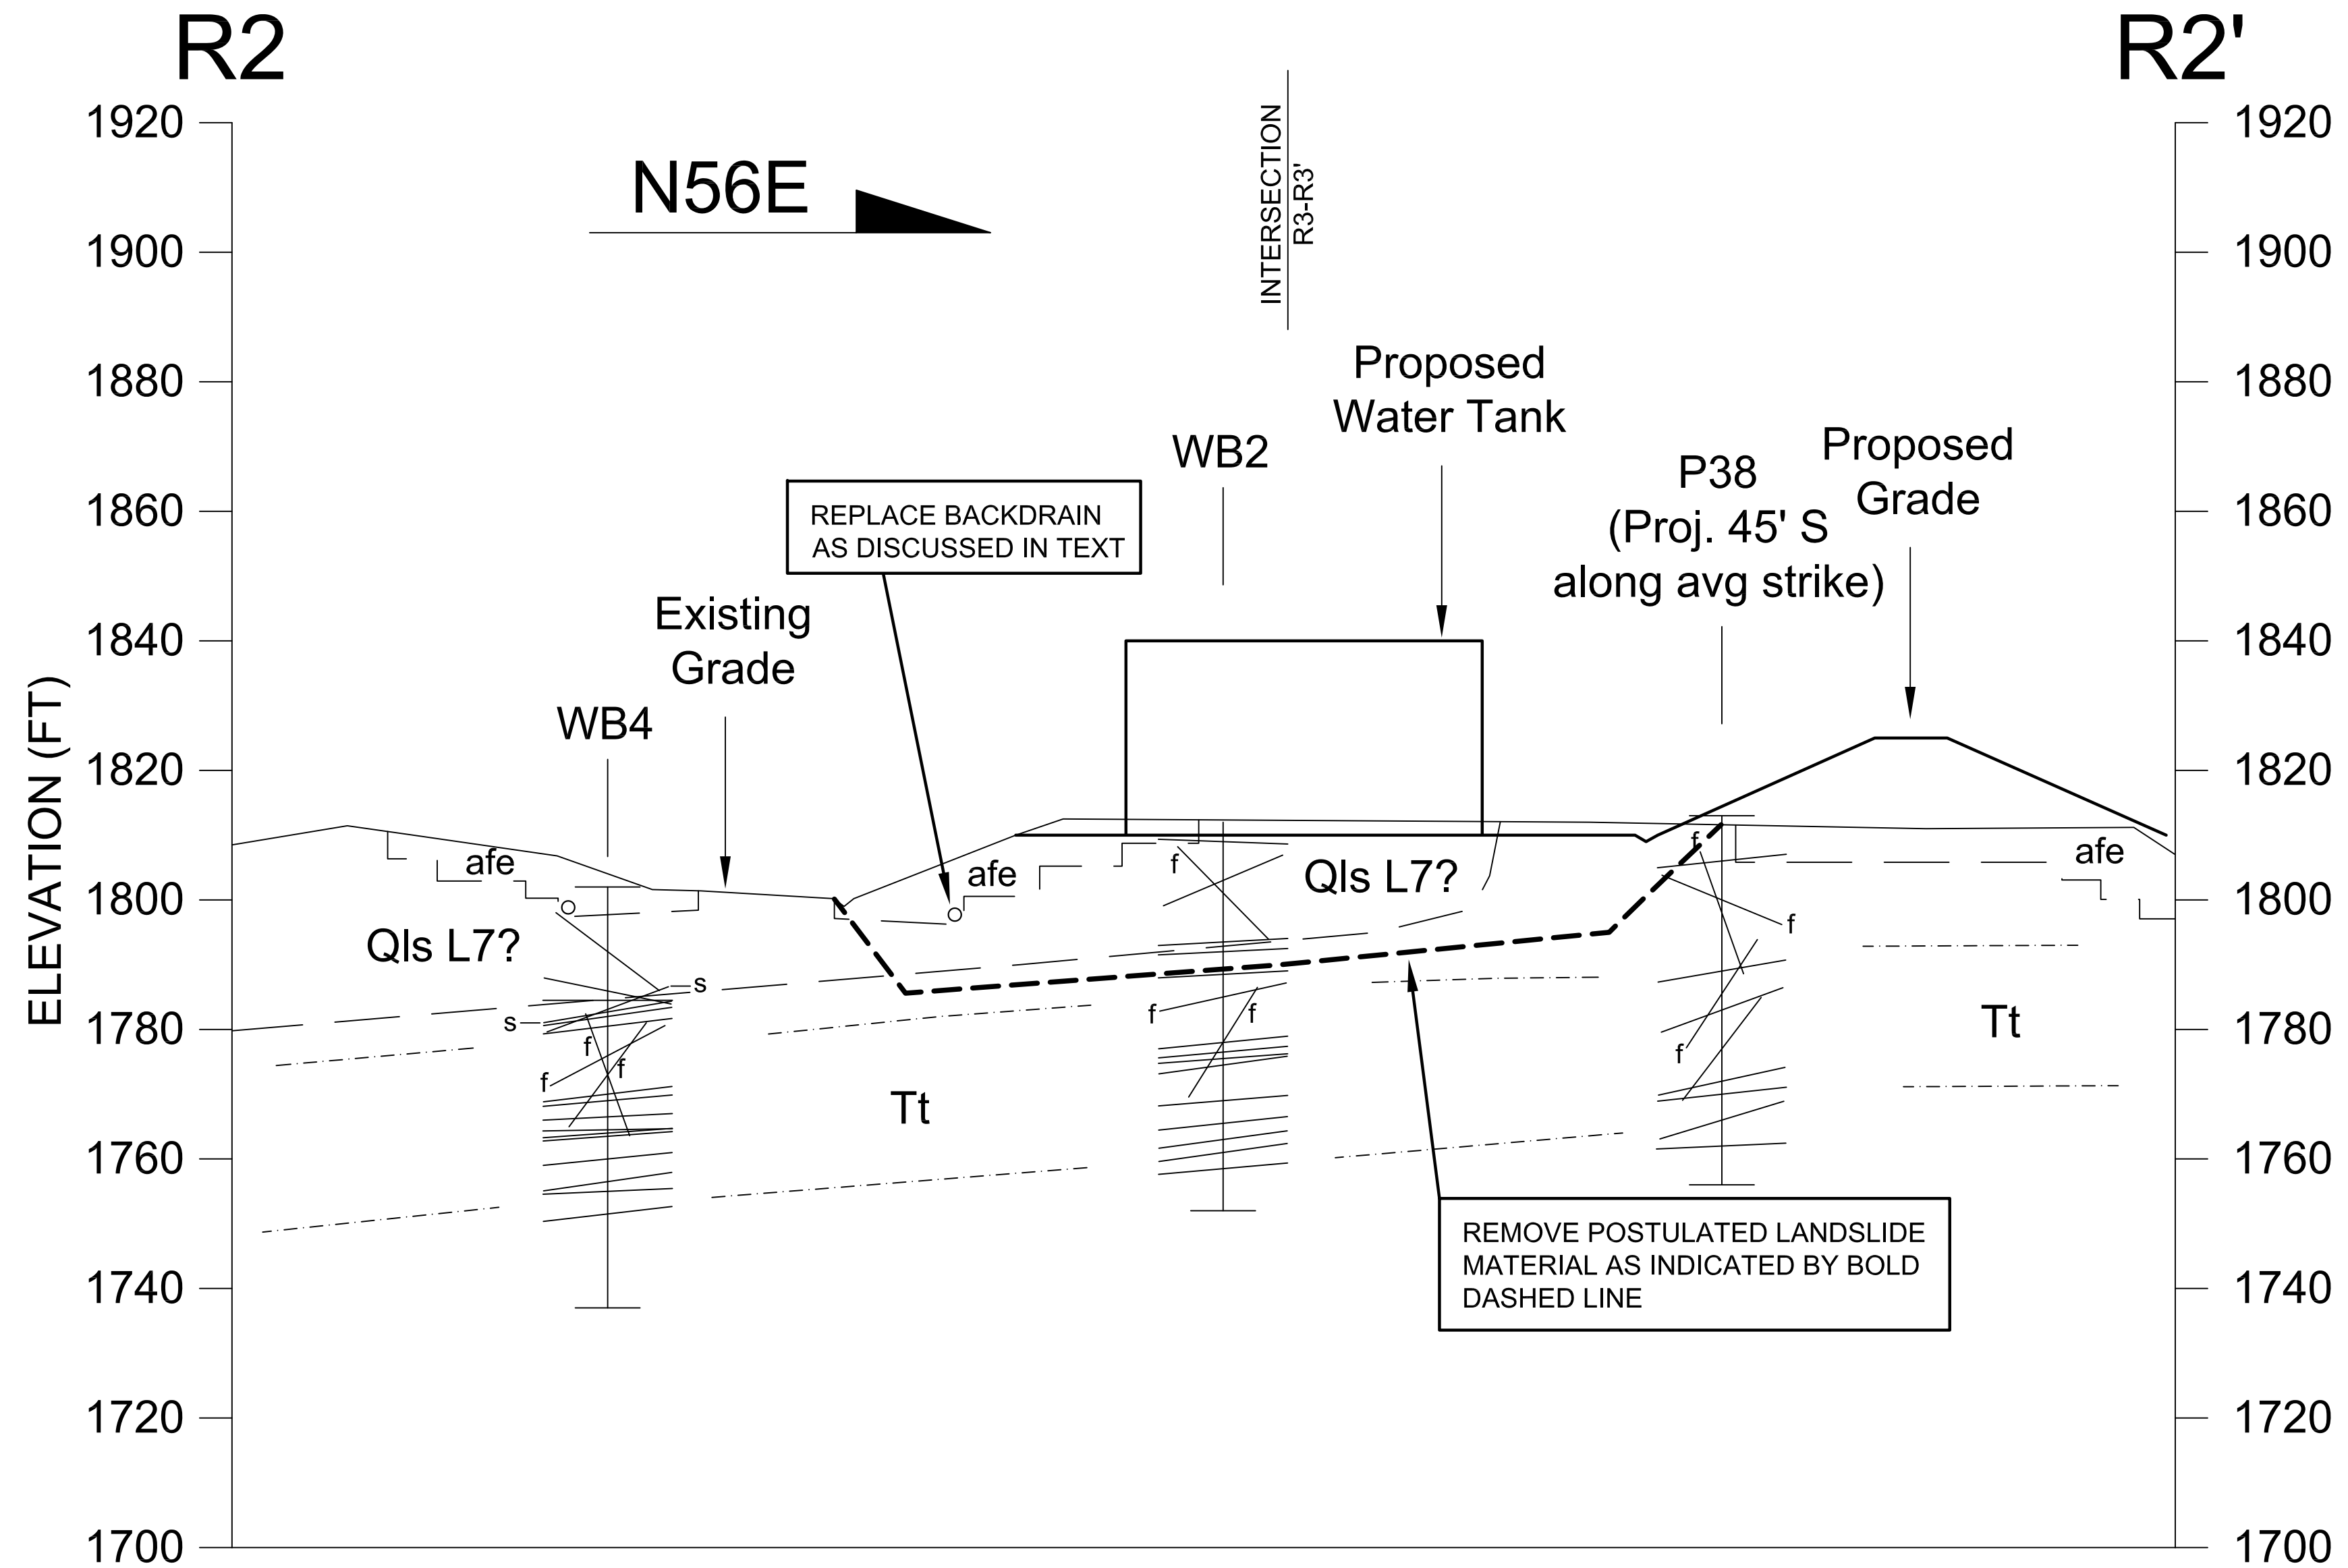 R2
R2'
1920
1920
INTERSECTION
R3-R3'
N56E
1900
1900
Proposed
Water Tank
1880
1880
Proposed
Grade
WB2
P38
(Proj. 45' S
along avg strike)
1860
1860
REPLACE BACKDRAIN
AS DISCUSSED IN TEXT
Existing
Grade
1840
1840
WB4
ELEVATION (FT)
1820
1820
afe
afe
afe
f
f
Qls L7?
1800
1800
Qls L7?
f
s
s
1780
1780
f
f
f
f
f
f
Tt
Tt
1760
1760
REMOVE POSTULATED LANDSLIDE
MATERIAL AS INDICATED BY BOLD
DASHED LINE
1740
1740
1720
1720
1700
1700